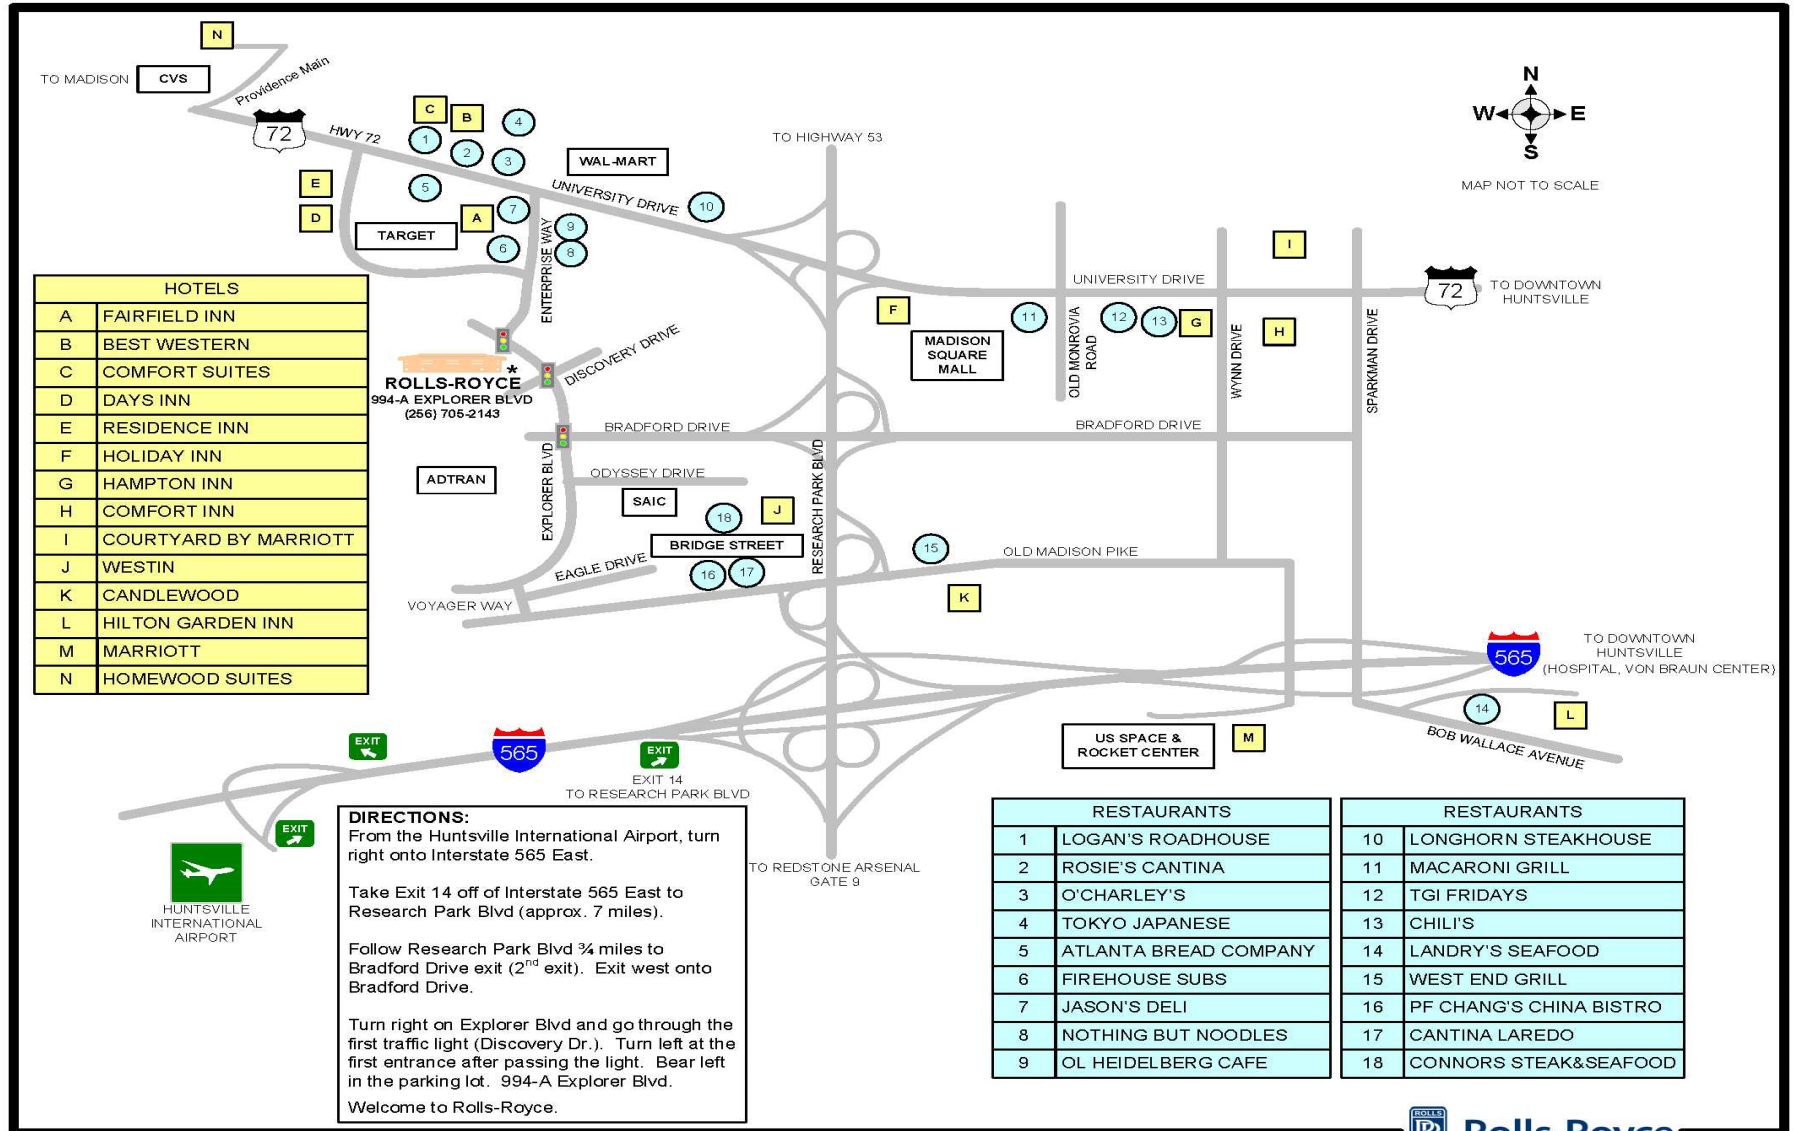 N
TO MADISON
CVS
Providence Main
72
HWY 72
C
B
4
1
2
3
WAL-MART
TO HIGHWAY 53
N
W
E
S
MAP NOT TO SCALE
E
D
5
7
A
TARGET
6
9
8
UNIVERSITY DRIVE
10
ENTERPRISE WAY
I
UNIVERSITY DRIVE
72
TO DOWNTOWN
HUNTSVILLE
F
11
12
13
G
H
MADISON
SQUARE
MALL
OLD MONROVIA
ROAD
WYNN DRIVE
SPARKMAN DRIVE
HOTELS
A FAIRFIELD INN
B BEST WESTERN
C COMFORT SUITES
D DAYS INN
E RESIDENCE INN
F HOLIDAY INN
G HAMPTON INN
H COMFORT INN
I COURTYARD BY MARRIOTT
J WESTIN
K CANDLEWOOD
L HILTON GARDEN INN
M MARRIOTT
N HOMEWOOD SUITES
DISCOVERY DRIVE
ROLLS-ROYCE *
994-A EXPLORER BLVD
(256) 705-2143
BRADFORD DRIVE
BRADFORD DRIVE
ADTRAN
EXPLORER BLVD
ODYSSEY DRIVE
SAIC
18
J
RESEARCH PARK BLVD
BRIDGE STREET
15
OLD MADISON PIKE
EAGLE DRIVE
16
17
VOYAGER WAY
K
565
TO DOWNTOWN
HUNTSVILLE
(HOSPITAL, VON BRAUN CENTER)
14
L
BOB WALLACE AVENUE
US SPACE &
ROCKET CENTER
M
EXIT
565
EXIT
EXIT 14
TO RESEARCH PARK BLVD
EXIT
HUNTSVILLE
INTERNATIONAL
AIRPORT
TO REDSTONE ARSENAL
GATE 9
DIRECTIONS:
From the Huntsville International Airport, turn
right onto Interstate 565 East.
Take Exit 14 off of Interstate 565 East to
Research Park Blvd (approx. 7 miles).
Follow Research Park Blvd ¾ miles to
Bradford Drive exit (2nd exit). Exit west onto
Bradford Drive.
Turn right on Explorer Blvd and go through the
first traffic light (Discovery Dr.). Turn left at the
first entrance after passing the light. Bear left
in the parking lot. 994-A Explorer Blvd.
Welcome to Rolls-Royce.
RESTAURANTS
1 LOGAN'S ROADHOUSE
2 ROSIE'S CANTINA
3 O'CHARLEY'S
4 TOKYO JAPANESE
5 ATLANTA BREAD COMPANY
6 FIREHOUSE SUBS
7 JASON'S DELI
8 NOTHING BUT NOODLES
9 OL HEIDELBERG CAFE
RESTAURANTS
10 LONGHORN STEAKHOUSE
11 MACARONI GRILL
12 TGI FRIDAYS
13 CHILI'S
14 LANDRY'S SEAFOOD
15 WEST END GRILL
16 PF CHANG'S CHINA BISTRO
17 CANTINA LAREDO
18 CONNORS STEAK&SEAFOOD
ROLLS
Rolls-Royce